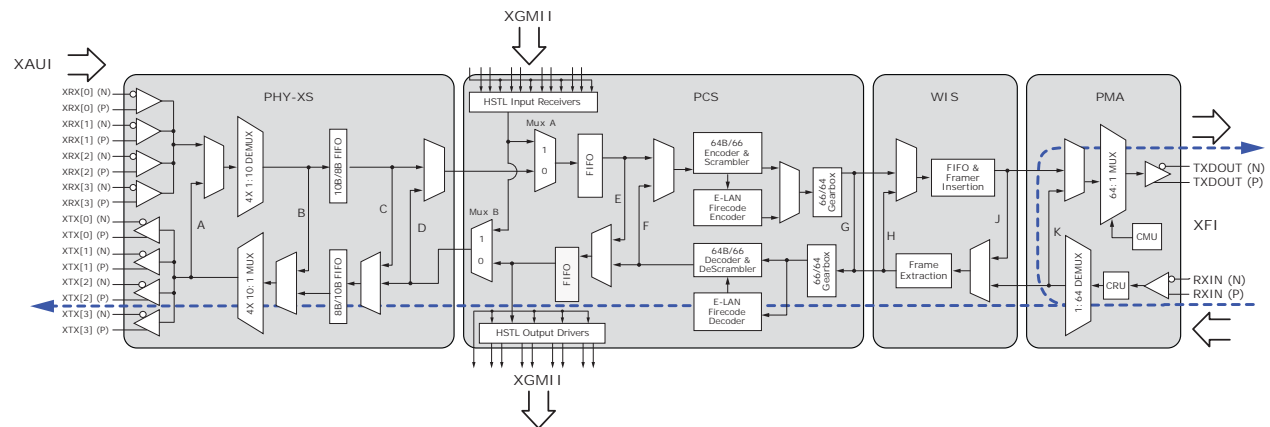 XGMII
XAUI
PHY-XS
PCS
WIS
PMA
XRX[0] (N)
XRX[0] (P)
XRX[1] (N)
XRX[1] (P)
XRX[2] (N)
XRX[2] (P)
XRX[3] (N)
XRX[3] (P)
XTX[0] (N)
XTX[0] (P)
XTX[1] (N)
XTX[1] (P)
XTX[2] (N)
XTX[2] (P)
XTX[3] (N)
XTX[3] (P)
4X 1:10 DEMUX
10B/8B FIFO
A
B
C
D
4X 10:1 MUX
8B/10B FIFO
HSTL Input Receivers
Mux A
1
0
FIFO
Mux B
1
0
FIFO
HSTL Output Drivers
E
F
64B/66
Encoder &
Scrambler
E-LAN
Firecode
Encoder
66/64
Gearbox
64B/66
Decoder &
DeScrambler
E-LAN
Firecode
Decoder
66/64
Gearbox
G
H
FIFO &
Framer
Insertion
Frame
Extraction
J
K
64:1 MUX
CMU
1:64 DEMUX
CRU
TXDOUT (N)
TXDOUT (P)
XFI
RXIN (N)
RXIN (P)
XGMII